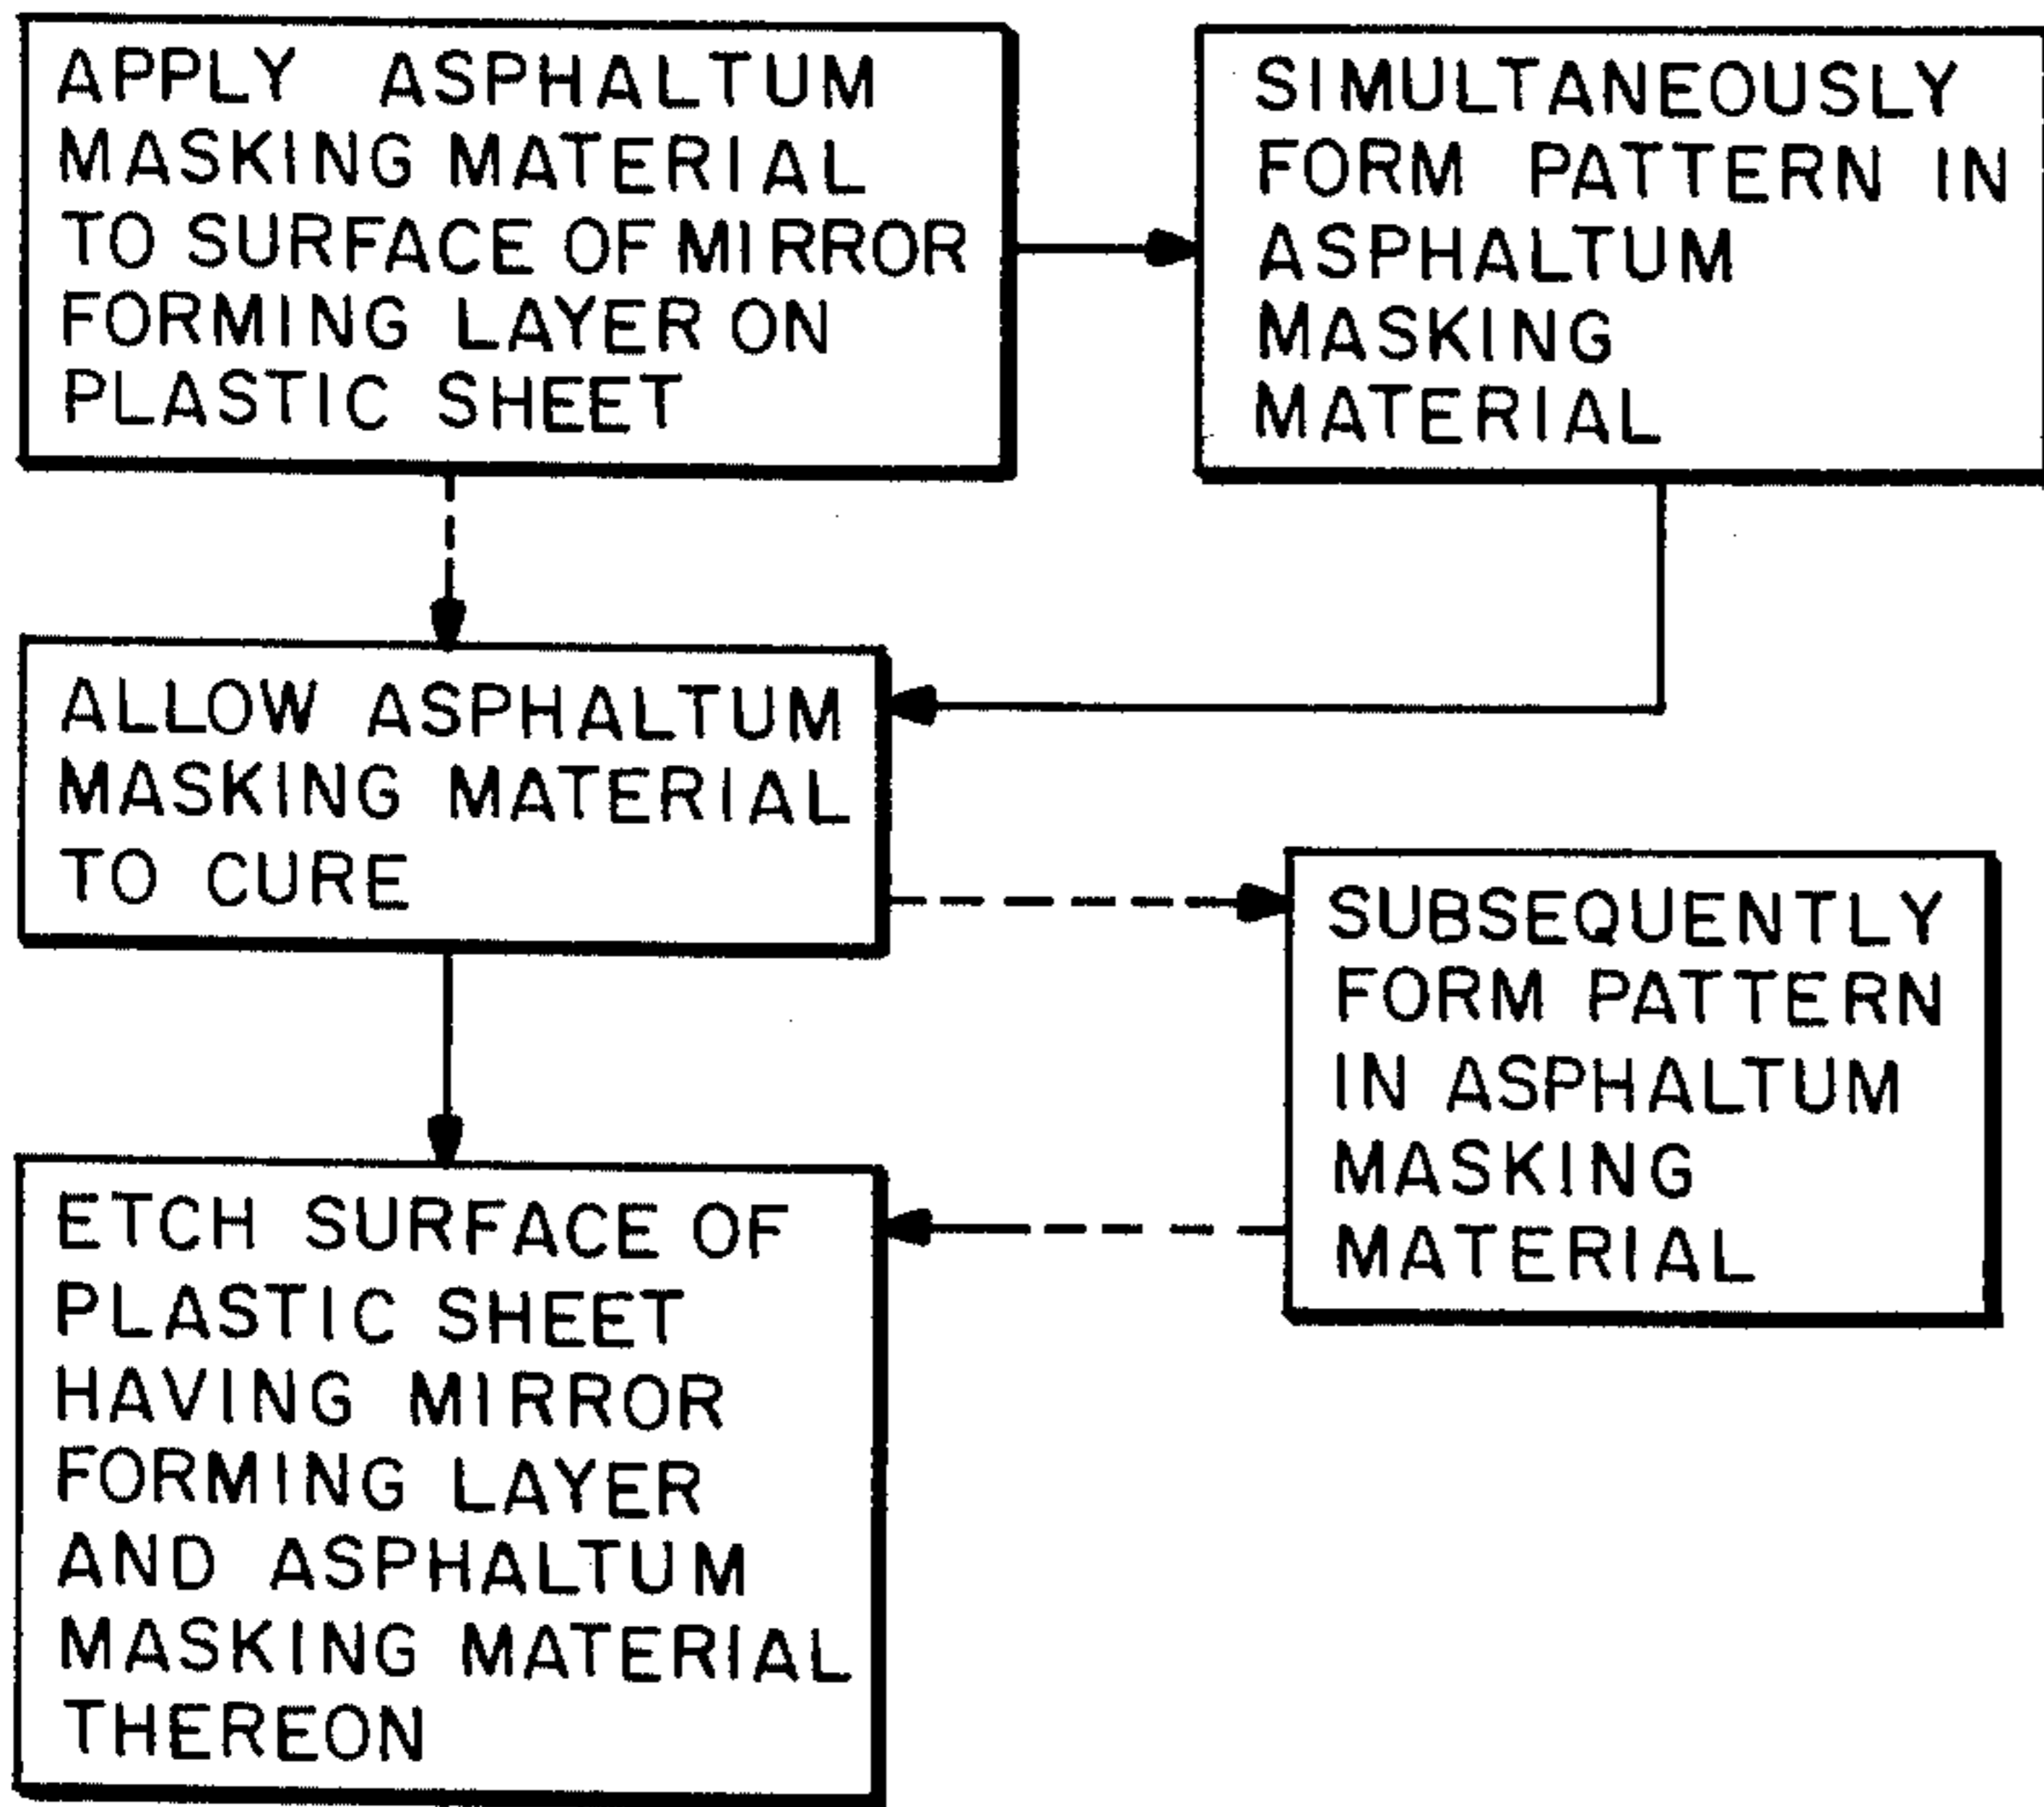 APPLY ASPHALTUM
MASKING MATERIAL
TO SURFACE OF MIRROR
FORMING LAYER ON
PLASTIC SHEET
SIMULTANEOUSLY
FORM PATTERN IN
ASPHALTUM
MASKING
MATERIAL
ALLOW ASPHALTUM
MASKING MATERIAL
TO CURE
SUBSEQUENTLY
FORM PATTERN
IN ASPHALTUM
MASKING
MATERIAL
ETCH SURFACE OF
PLASTIC SHEET
HAVING MIRROR
FORMING LAYER
AND ASPHALTUM
MASKING MATERIAL
THEREON